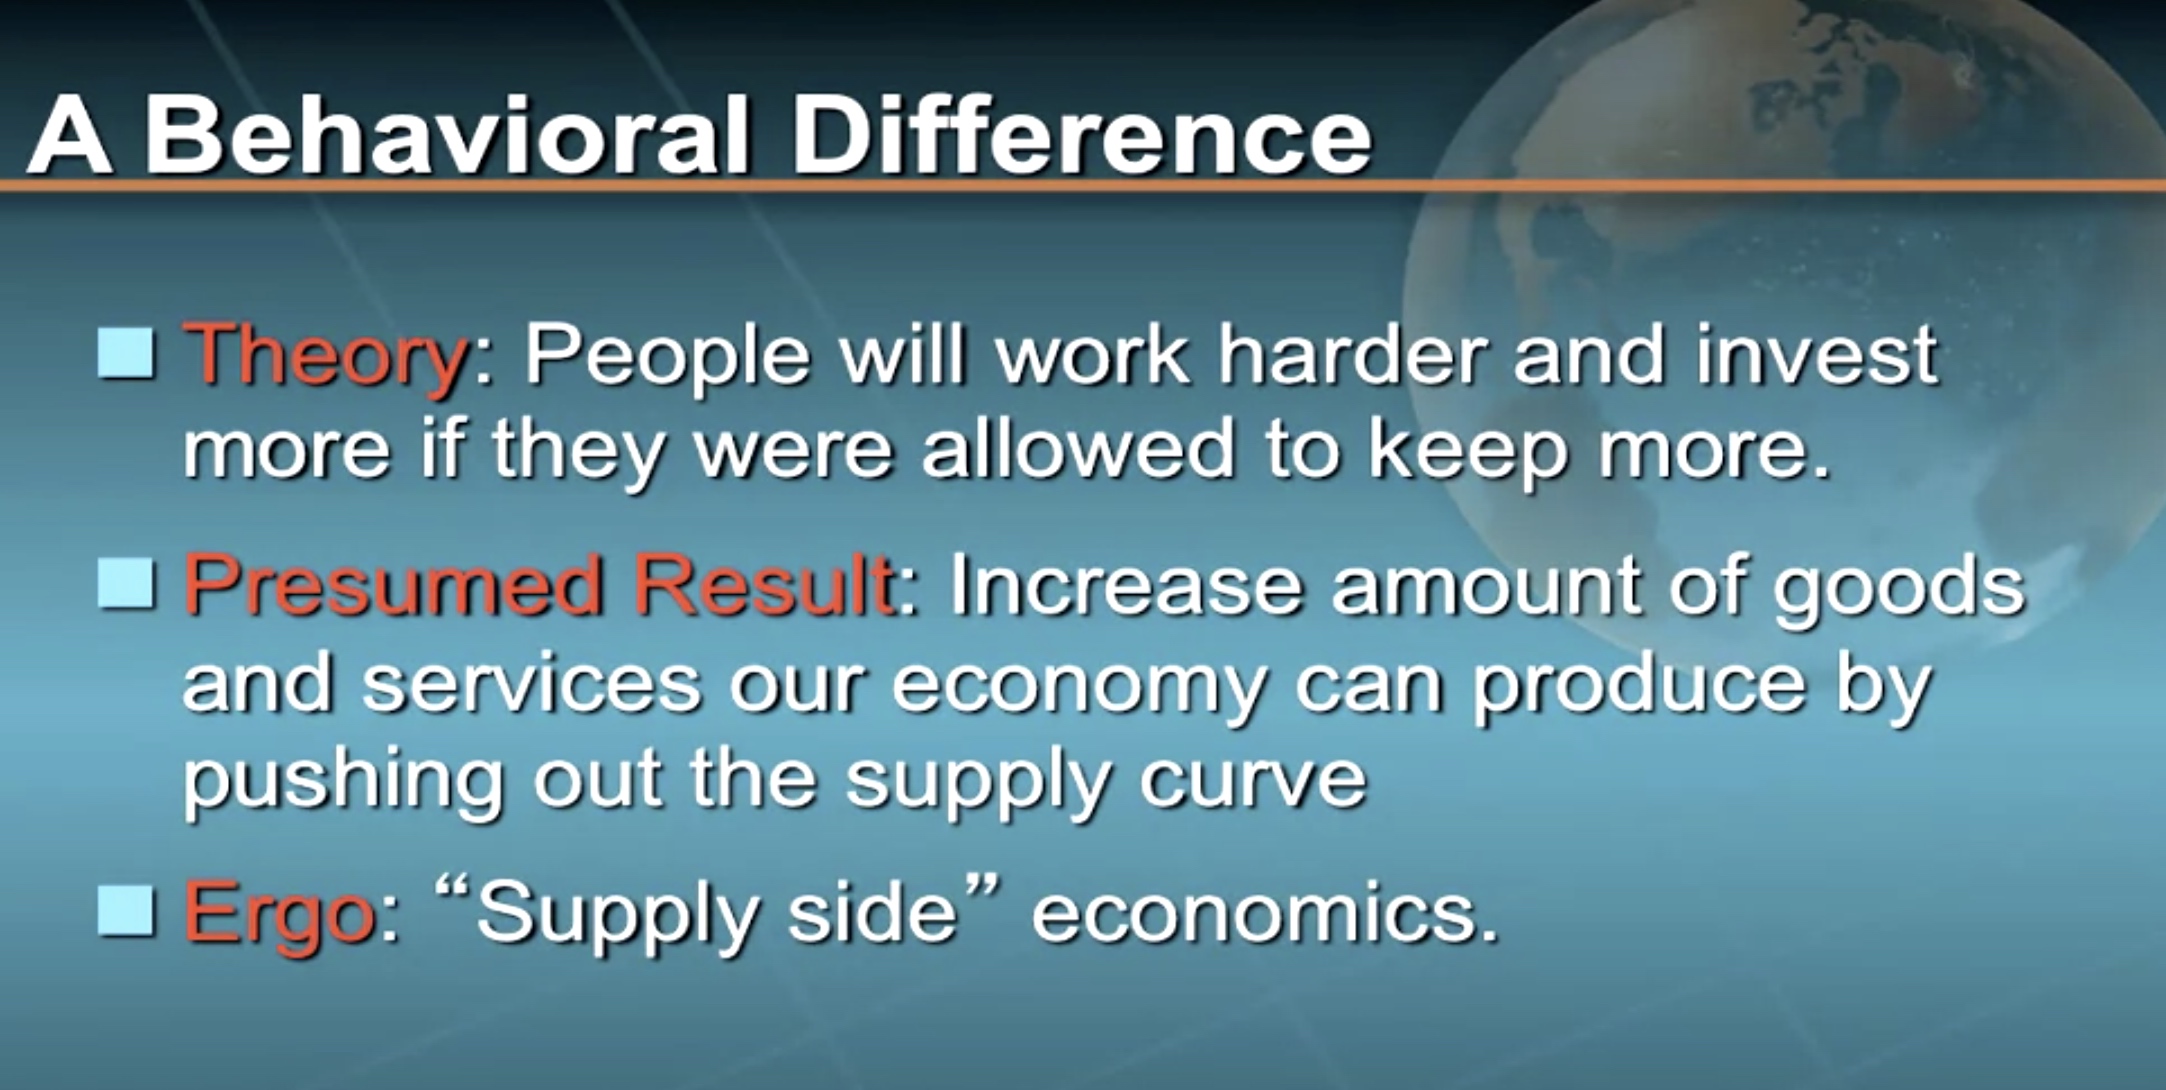 A Behavioral Difference
Theory: People will work harder and invest
more if they were allowed to keep more.
Presumed Result: Increase amount of goods
and services our economy can produce by
pushing out the supply curve
Ergo: “Supply side” economics.